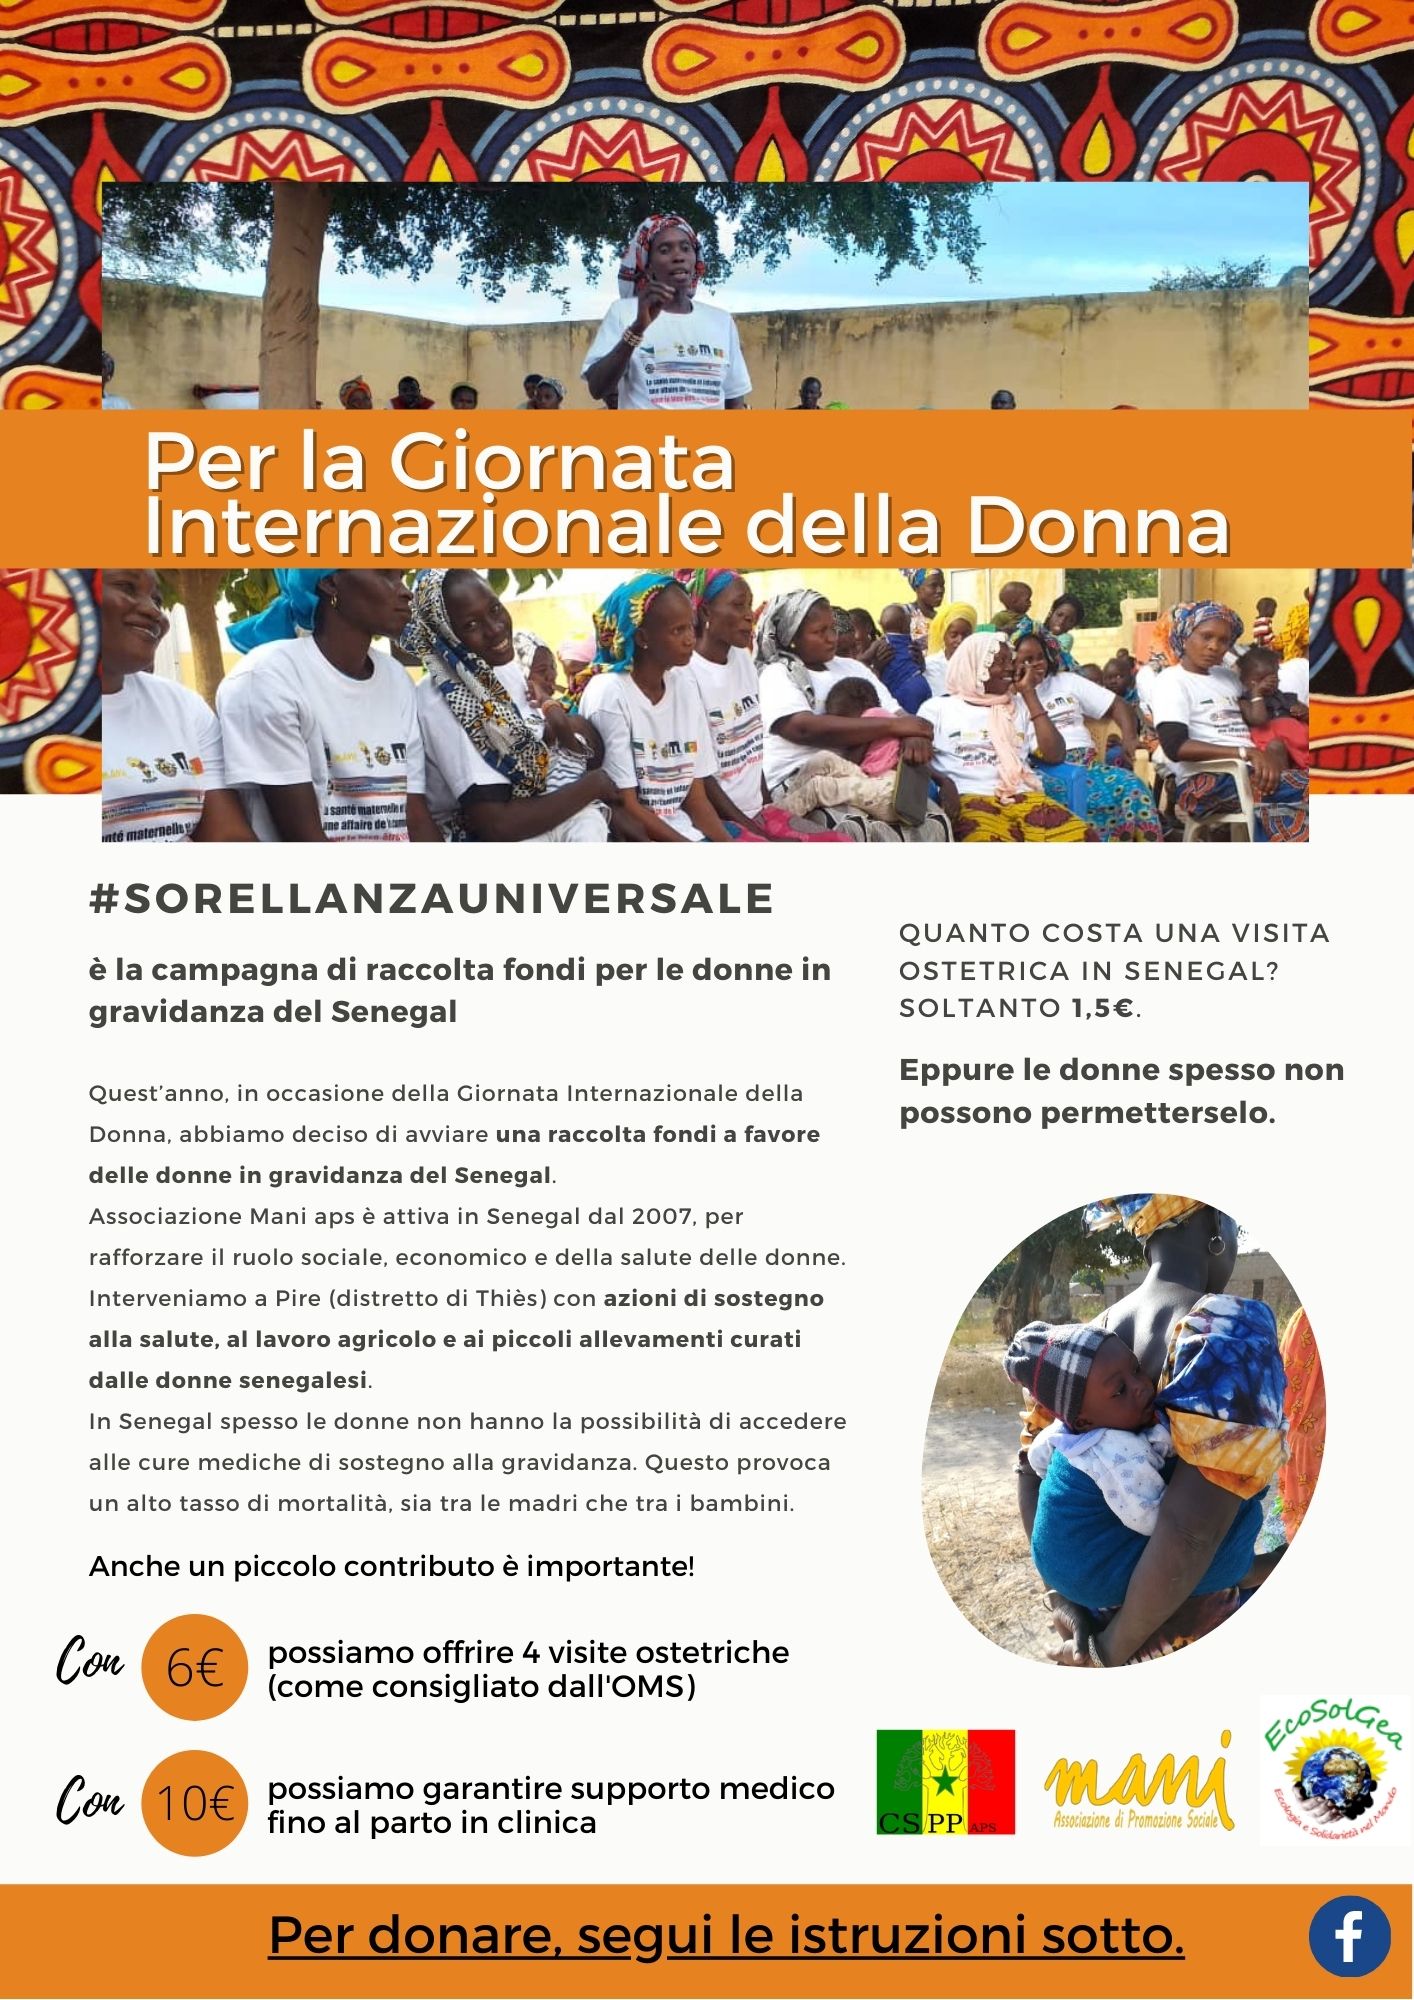 Per la Giornata
Internazionale della Donna
#SORELLANZAUNIVERSALE
è la campagna di raccolta fondi per le donne in
gravidanza del Senegal
Quest’anno, in occasione della Giornata Internazionale della
Donna, abbiamo deciso di avviare una raccolta fondi a favore
delle donne in gravidanza del Senegal.
Associazione Mani aps è attiva in Senegal dal 2007, per
rafforzare il ruolo sociale, economico e della salute delle donne.
Interveniamo a Pire (distretto di Thiès) con azioni di sostegno
alla salute, al lavoro agricolo e ai piccoli allevamenti curati
dalle donne senegalesi.
In Senegal spesso le donne non hanno la possibilità di accedere
alle cure mediche di sostegno alla gravidanza. Questo provoca
un alto tasso di mortalità, sia tra le madri che tra i bambini.
Anche un piccolo contributo è importante!
Con 6€ possiamo offrire 4 visite ostetriche
(come consigliato dall'OMS)
Con 10€ possiamo garantire supporto medico
fino al parto in clinica
QUANTO COSTA UNA VISITA
OSTETRICA IN SENEGAL?
SOLTANTO 1,5€.
Eppure le donne spesso non
possono permetterselo.
CS PP APS
mani
Associazione di Promozione Sociale
EcoSolGea
Ecologia e Solidarietà nel Mondo
Per donare, segui le istruzioni sotto.
f